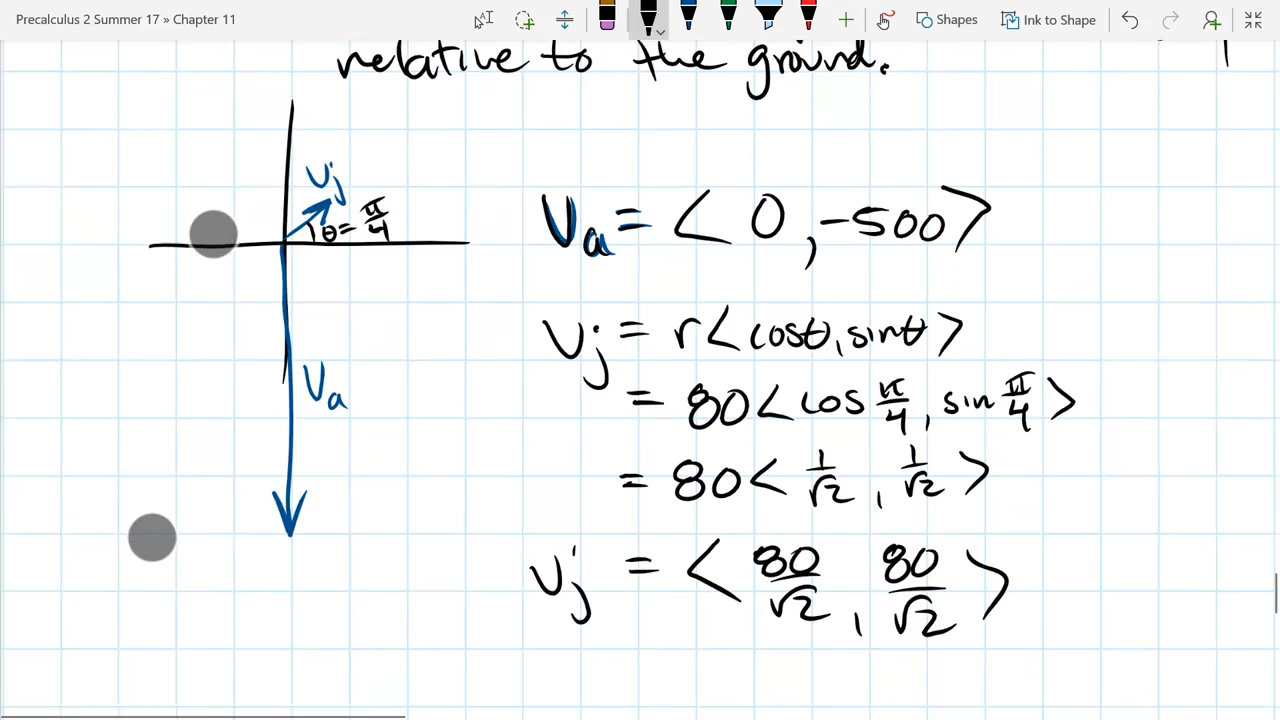 Precalculus 2 Summer 17 » Chapter 11
Shapes
Ink to Shape
relative to the ground.
Vj
θ = π/4
Va
Va = < 0, -500 >
Vj = r < cosθ, sinθ >
= 80 < cos π/4, sin π/4 >
= 80 < 1/√2, 1/√2 >
Vj = < 80/√2, 80/√2 >